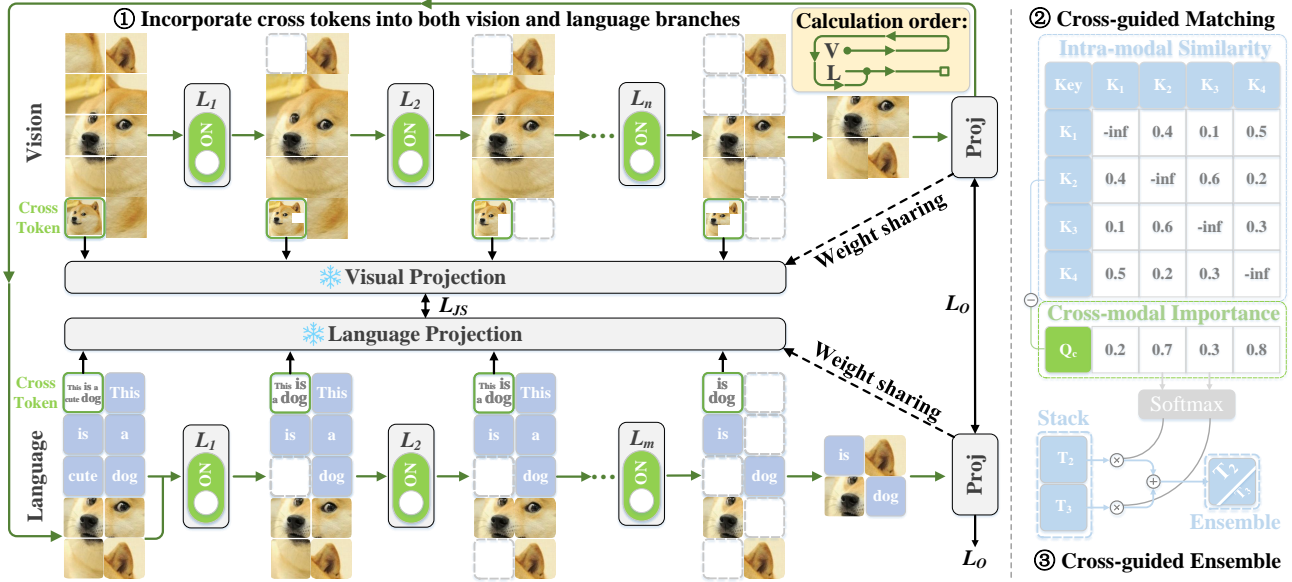 ① Incorporate cross tokens into both vision and language branches
Calculation order:
V
L
Vision
L1
ON
L2
ON
Ln
ON
Proj
Cross
Token
Weight sharing
Visual Projection
LJS
Language Projection
LO
Weight sharing
Cross
Token
Language
This is a
cute dog
This
is
a
cute
dog
L1
ON
This is
a dog
This
is
a
dog
L2
ON
This is
a dog
This
is
a
dog
Lm
ON
is
dog
is
dog
is
dog
Proj
LO
② Cross-guided Matching
Intra-modal Similarity
Key K1 K2 K3 K4
K1 -inf 0.4 0.1 0.5
K2 0.4 -inf 0.6 0.2
K3 0.1 0.6 -inf 0.3
K4 0.5 0.2 0.3 -inf
Cross-modal Importance
Qc 0.2 0.7 0.3 0.8
Softmax
Stack
T2
T3
T2
T3
Ensemble
③ Cross-guided Ensemble